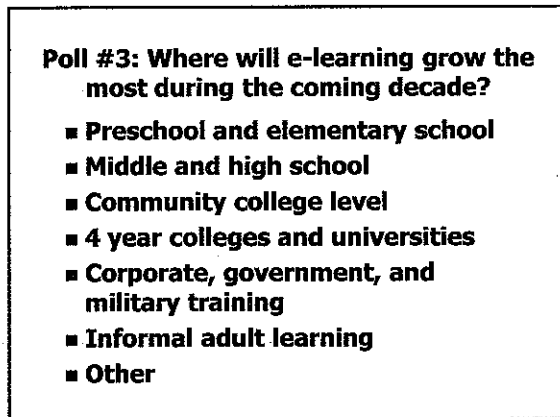 Poll #3: Where will e-learning grow the
most during the coming decade?
■ Preschool and elementary school
■ Middle and high school
■ Community college level
■ 4 year colleges and universities
■ Corporate, government, and
military training
■ Informal adult learning
■ Other